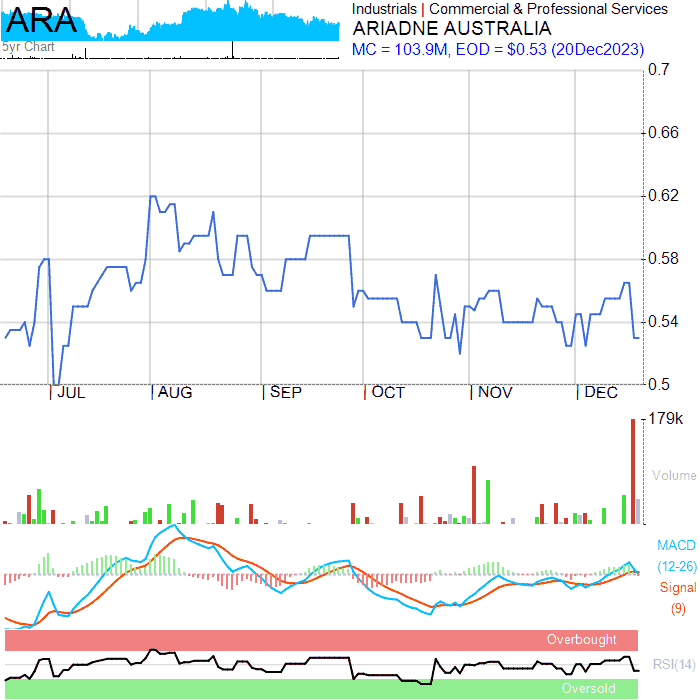 ARA
5yr Chart
Industrials | Commercial & Professional Services
ARIADNE AUSTRALIA
MC = 103.9M, EOD = $0.53 (20Dec2023)
0.7
0.66
0.62
0.58
0.54
0.5
JUL
AUG
SEP
OCT
NOV
DEC
179k
Volume
MACD
(12-26)
Signal
(9)
Overbought
RSI(14)
Oversold